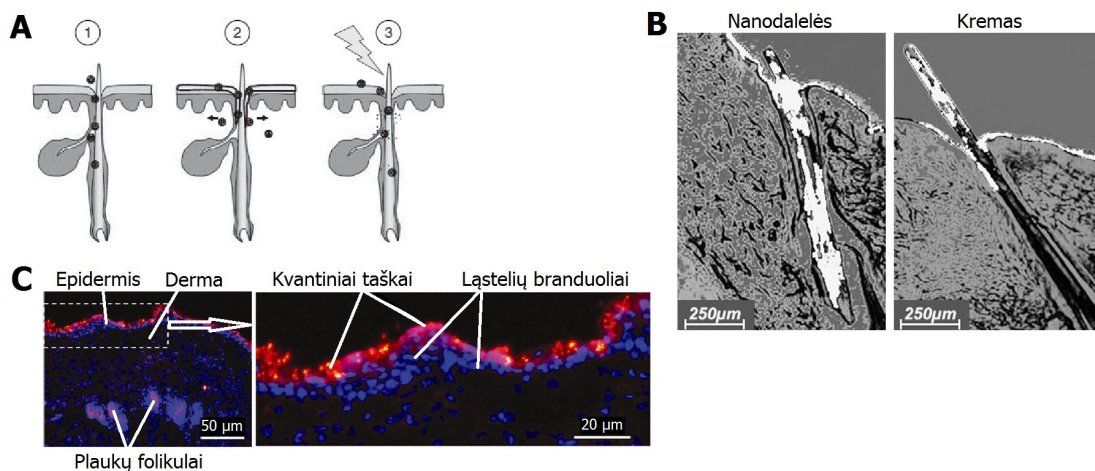 A
1
2
3
B
Nanodalelės
Kremas
250µm
250µm
C
Epidermis
Derma
Kvantiniai taškai
Ląstelių branduoliai
50 µm
20 µm
Plaukų folikulai